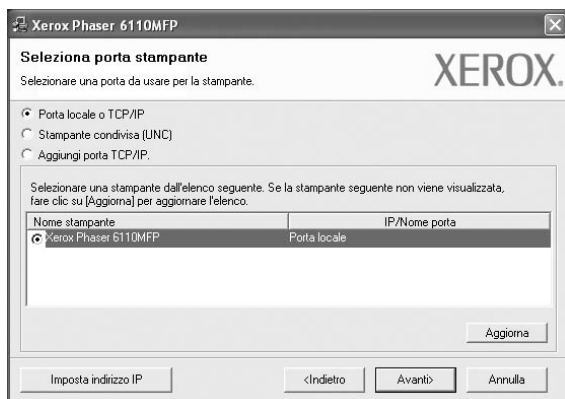 Xerox Phaser 6110MFP
Seleziona porta stampante
Selezionare una porta da usare per la stampante.
XEROX.
Porta locale o TCP/IP
Stampante condivisa (UNC)
Aggiungi porta TCP/IP.
Selezionare una stampante dall'elenco seguente. Se la stampante seguente non viene visualizzata,
fare clic su [Aggiorna] per aggiornare l'elenco.
Nome stampante IP/Nome porta
Xerox Phaser 6110MFP Porta locale
Aggiorna
Imposta indirizzo IP <Indietro Avanti> Annulla